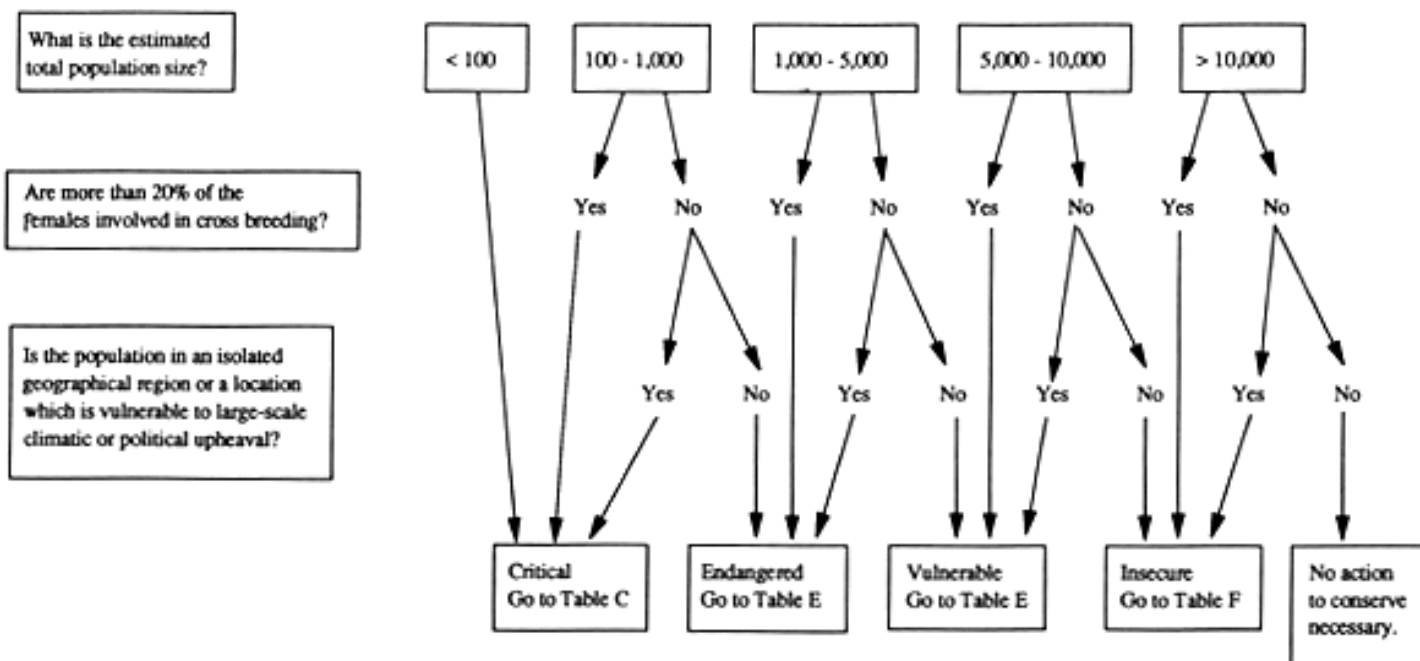 What is the estimated
total population size?
< 100
100 - 1,000
1,000 - 5,000
5,000 - 10,000
> 10,000
Are more than 20% of the
females involved in cross breeding?
Yes
No
Yes
No
Yes
No
Yes
No
Is the population in an isolated
geographical region or a location
which is vulnerable to large-scale
climatic or political upheaval?
Yes
No
Yes
No
Yes
No
Yes
No
Critical
Go to Table C
Endangered
Go to Table E
Vulnerable
Go to Table E
Insecure
Go to Table F
No action
to conserve
necessary.